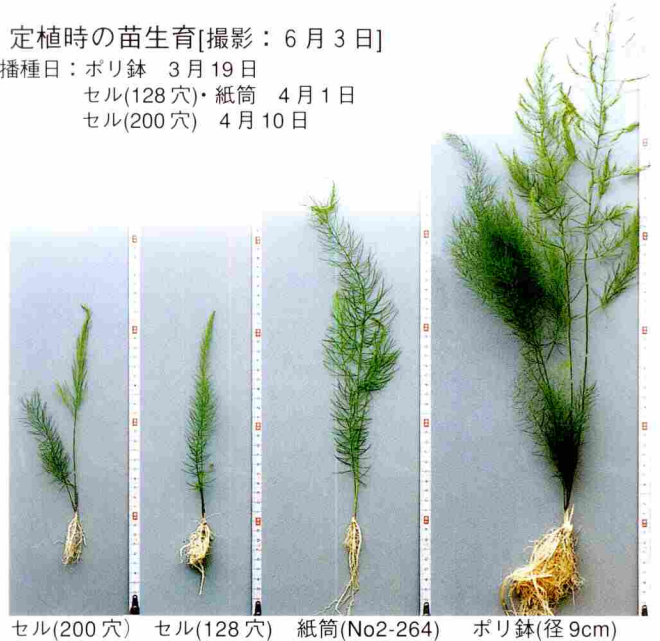 定植時の苗生育[撮影：6月3日]
播種日：ポリ鉢　3月19日
セル(128穴)・紙筒　4月1日
セル(200穴)　4月10日
セル(200穴)　セル(128穴)　紙筒(No2-264)　ポリ鉢(径9cm)